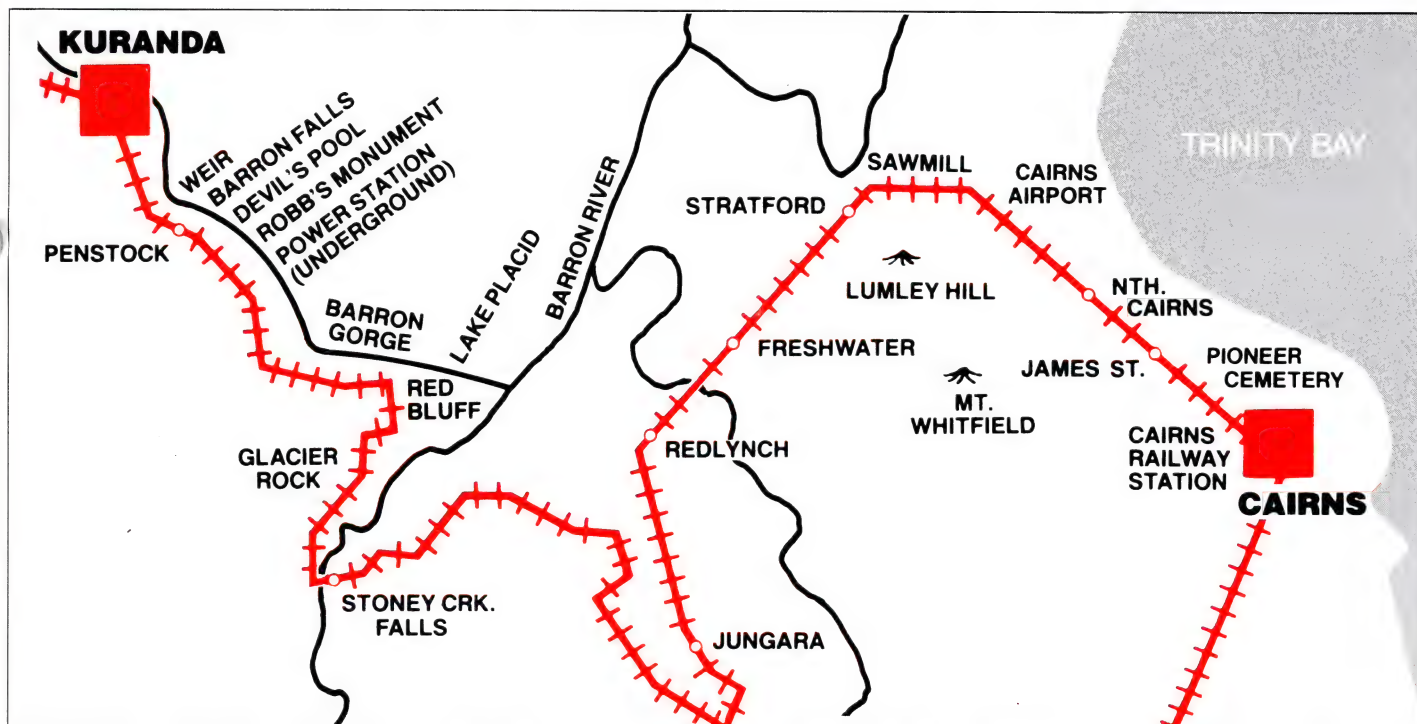 KURANDA
WEIR
BARRON FALLS
DEVIL'S POOL
ROBB'S MONUMENT
POWER STATION
(UNDERGROUND)
PENSTOCK
BARRON
GORGE
LAKE PLACID
BARRON RIVER
RED
BLUFF
GLACIER
ROCK
STONEY CRK.
FALLS
STRATFORD
SAWMILL
CAIRNS
AIRPORT
TRINITY BAY
LUMLEY HILL
FRESHWATER
NTH.
CAIRNS
JAMES ST.
PIONEER
CEMETERY
MT.
WHITFIELD
REDLYNCH
CAIRNS
RAILWAY
STATION
CAIRNS
JUNGARA